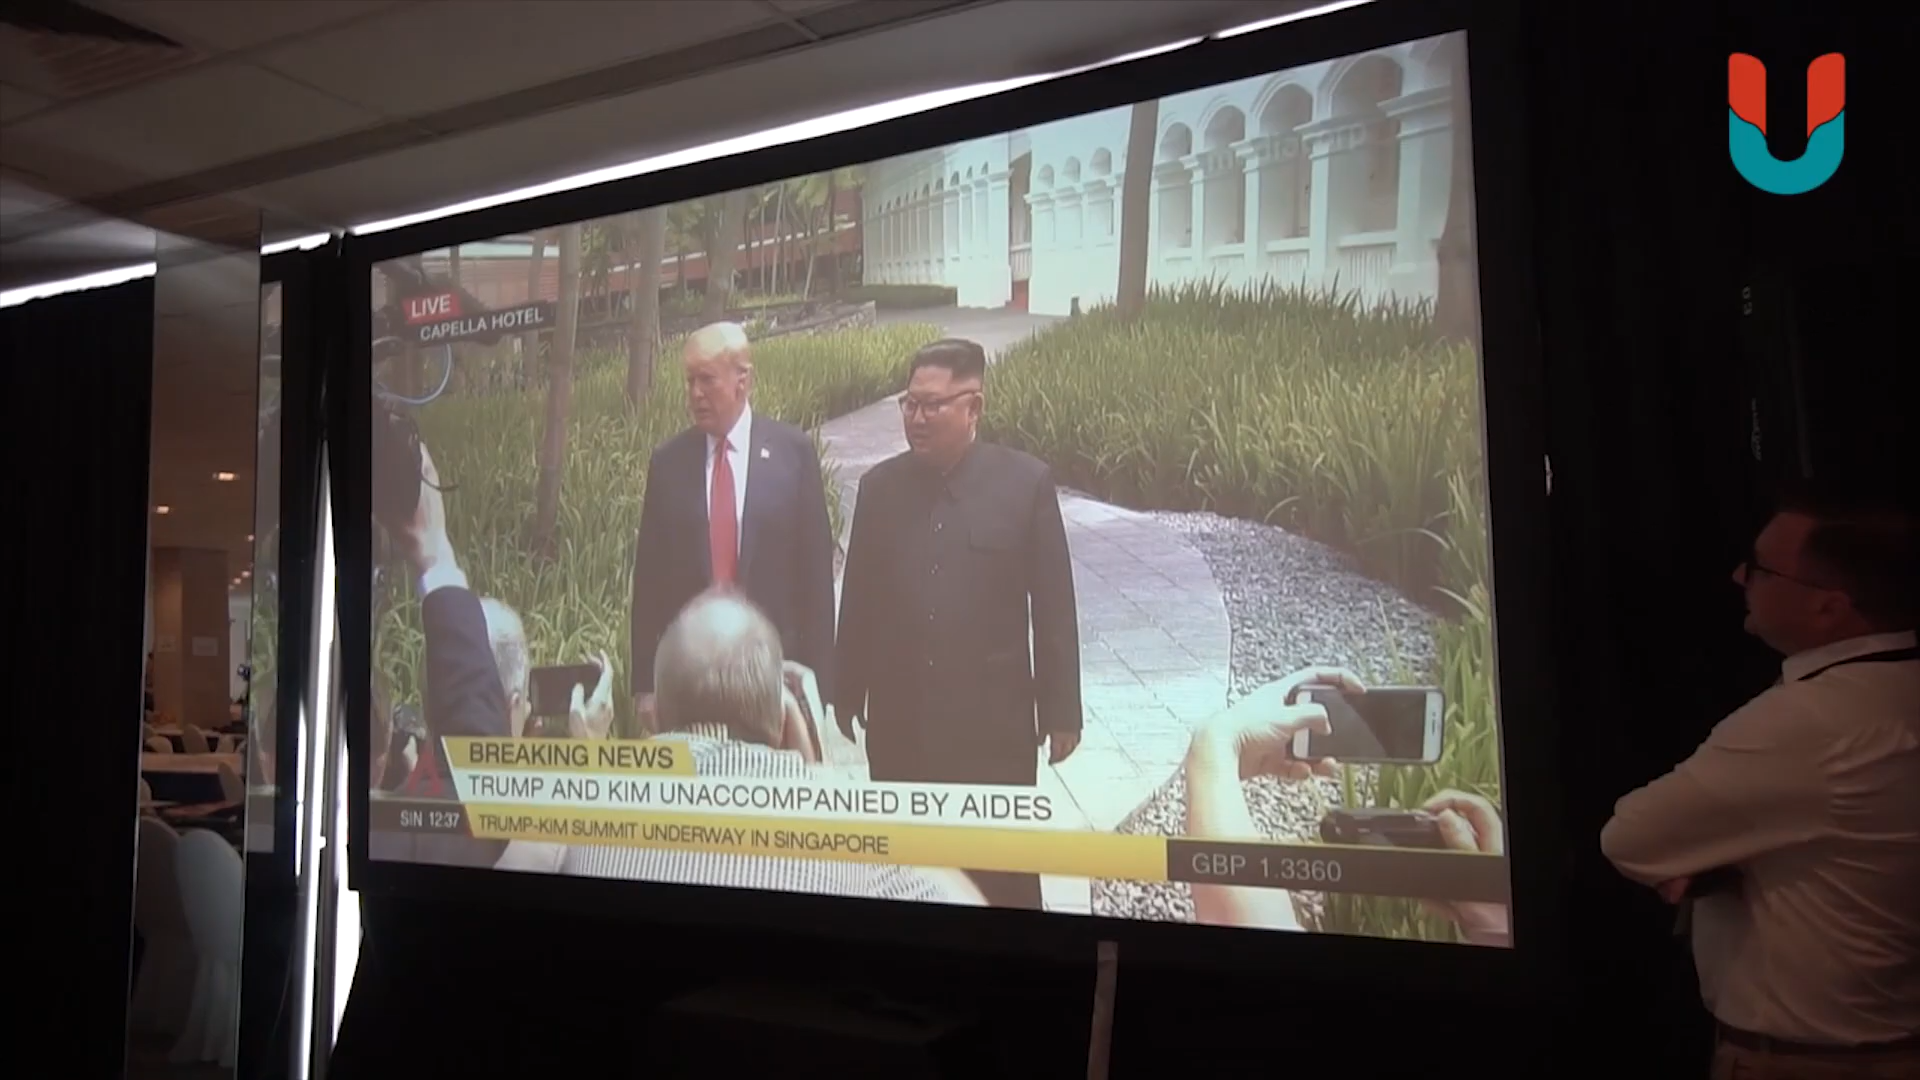 LIVE
CAPELLA HOTEL
BREAKING NEWS
TRUMP AND KIM UNACCOMPANIED BY AIDES
SIN 12:37
TRUMP-KIM SUMMIT UNDERWAY IN SINGAPORE
GBP 1.3360